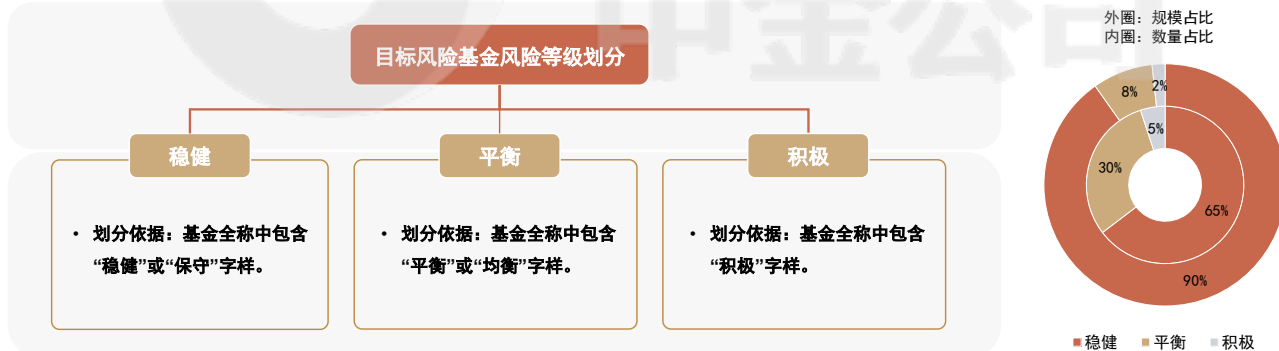 中金公司
外圈：规模占比
内圈：数量占比
目标风险基金风险等级划分
稳健
平衡
积极
• 划分依据：基金全称中包含
“稳健”或“保守”字样。
• 划分依据：基金全称中包含
“平衡”或“均衡”字样。
• 划分依据：基金全称中包含
“积极”字样。
8%
2%
5%
30%
65%
90%
稳健
平衡
积极